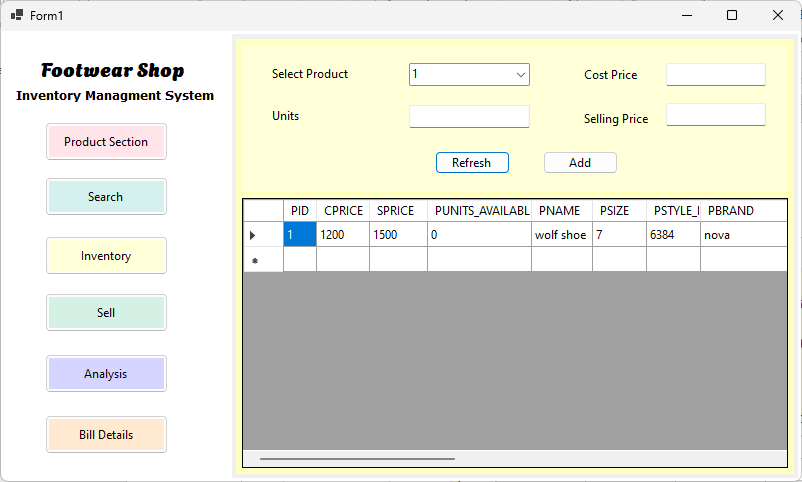 Form1
Footwear Shop
Inventory Managment System
Product Section
Search
Inventory
Sell
Analysis
Bill Details
Select Product 1 Cost Price
Units Selling Price
Refresh Add
PID CPRICE SPRICE PUNITS_AVAILABL PNAME PSIZE PSTYLE_I PBRAND
1 1200 1500 0 wolf shoe 7 6384 nova